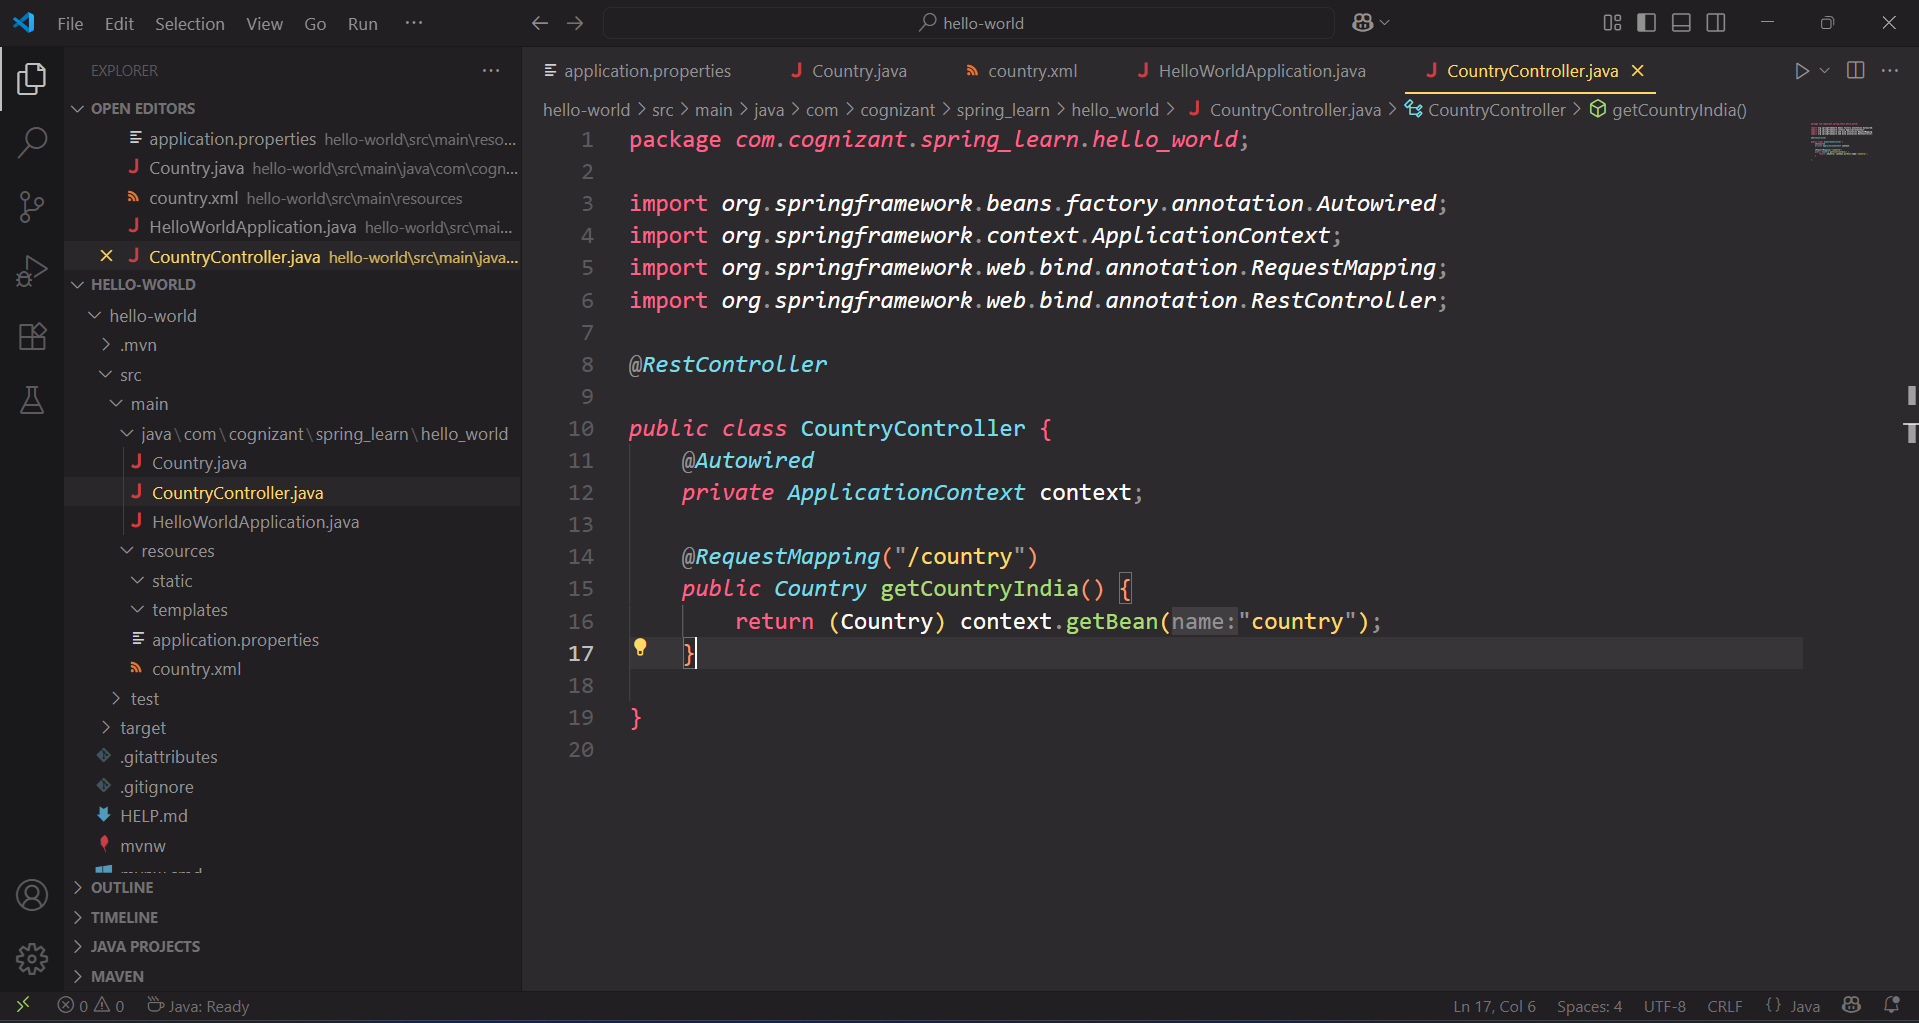 File Edit Selection View Go Run ··· hello-world
EXPLORER ···
OPEN EDITORS
application.properties hello-world\src\main\reso...
Country.java hello-world\src\main\java\com\cogn...
country.xml hello-world\src\main\resources
HelloWorldApplication.java hello-world\src\mai...
CountryController.java hello-world\src\main\java...
HELLO-WORLD
hello-world
.mvn
src
main
java\com\cognizant\spring_learn\hello_world
Country.java
CountryController.java
HelloWorldApplication.java
resources
static
templates
application.properties
country.xml
test
target
.gitattributes
.gitignore
HELP.md
mvnw
OUTLINE
TIMELINE
JAVA PROJECTS
MAVEN
application.properties Country.java country.xml HelloWorldApplication.java CountryController.java
hello-world > src > main > java > com > cognizant > spring_learn > hello_world > CountryController.java > CountryController > getCountryIndia()
1 package com.cognizant.spring_learn.hello_world;
2
3 import org.springframework.beans.factory.annotation.Autowired;
4 import org.springframework.context.ApplicationContext;
5 import org.springframework.web.bind.annotation.RequestMapping;
6 import org.springframework.web.bind.annotation.RestController;
7
8 @RestController
9
10 public class CountryController {
11 @Autowired
12 private ApplicationContext context;
13
14 @RequestMapping("/country")
15 public Country getCountryIndia() {
16 return (Country) context.getBean(name:"country");
17 }
18
19 }
20
0 0 Java: Ready Ln 17, Col 6 Spaces: 4 UTF-8 CRLF {} Java